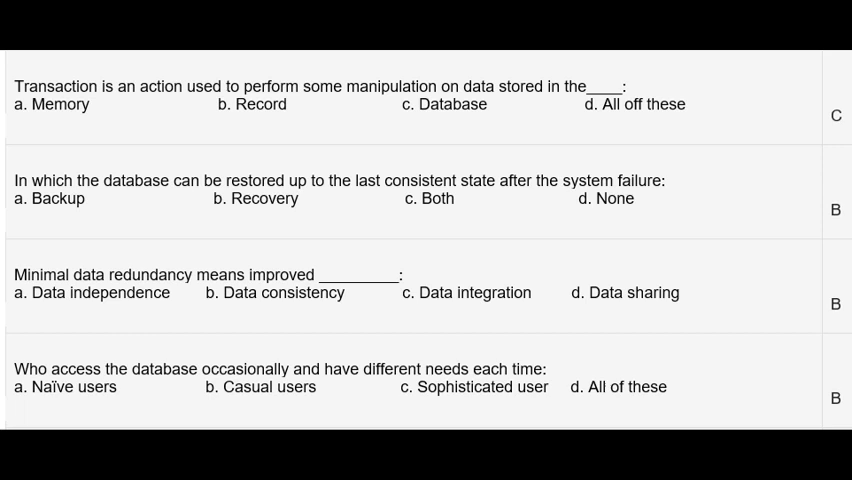 Transaction is an action used to perform some manipulation on data stored in the____:
a. Memory b. Record c. Database d. All off these
C
In which the database can be restored up to the last consistent state after the system failure:
a. Backup b. Recovery c. Both d. None
B
Minimal data redundancy means improved _________:
a. Data independence b. Data consistency c. Data integration d. Data sharing
B
Who access the database occasionally and have different needs each time:
a. Naïve users b. Casual users c. Sophisticated user d. All of these
B